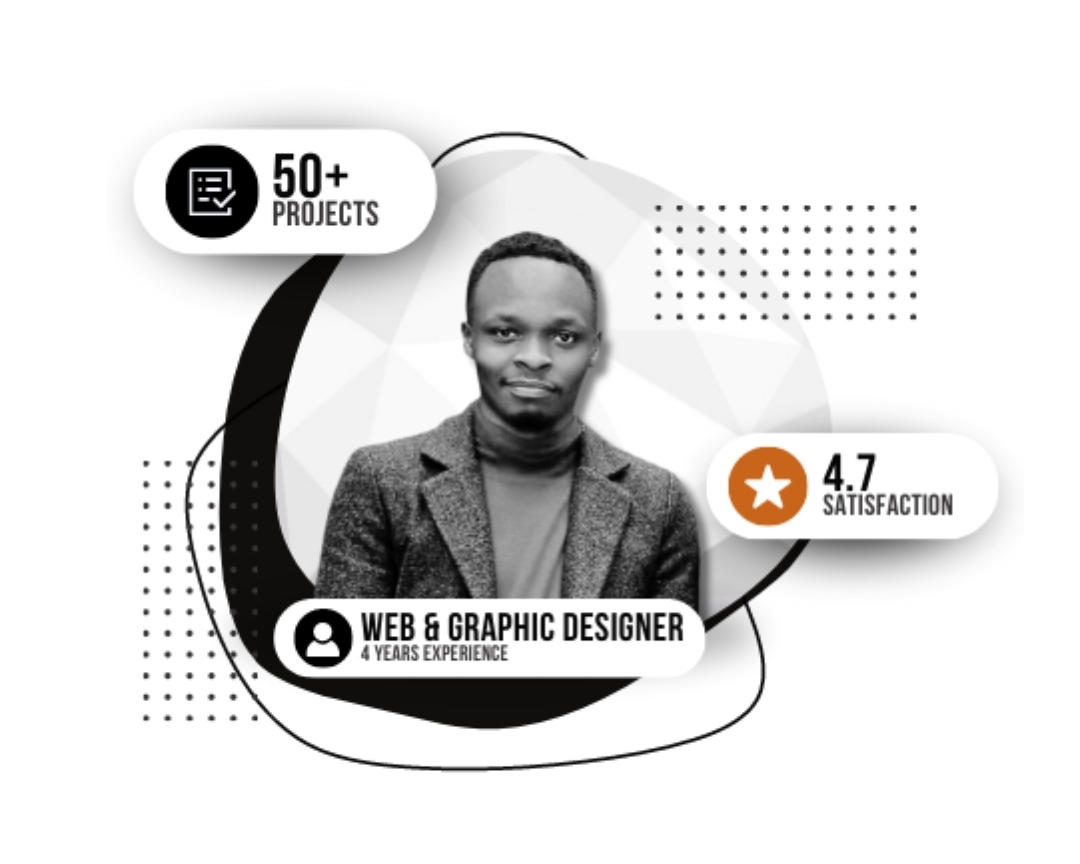 50+
PROJECTS
4.7
SATISFACTION
WEB & GRAPHIC DESIGNER
4 YEARS EXPERIENCE